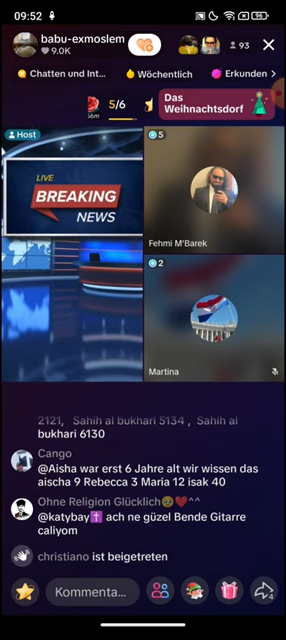 09:52
96
babu-exmoslem
9.0K
93
Chatten und Int...
Wöchentlich
Erkunden
5/6
Das
Weihnachtsdorf
Host
LIVE
BREAKING
NEWS
5
Fehmi M'Barek
2
Martina
2121, Sahih al bukhari 5134 , Sahih al
bukhari 6130
Cango
@Aisha war erst 6 Jahre alt wir wissen das
aischa 9 Rebecca 3 Maria 12 isak 40
Ohne Religion Glücklich🥺❤️^^
@katybay✝️ ach ne güzel Bende Gitarre
caliyom
christiano ist beigetreten
Kommenta...
4